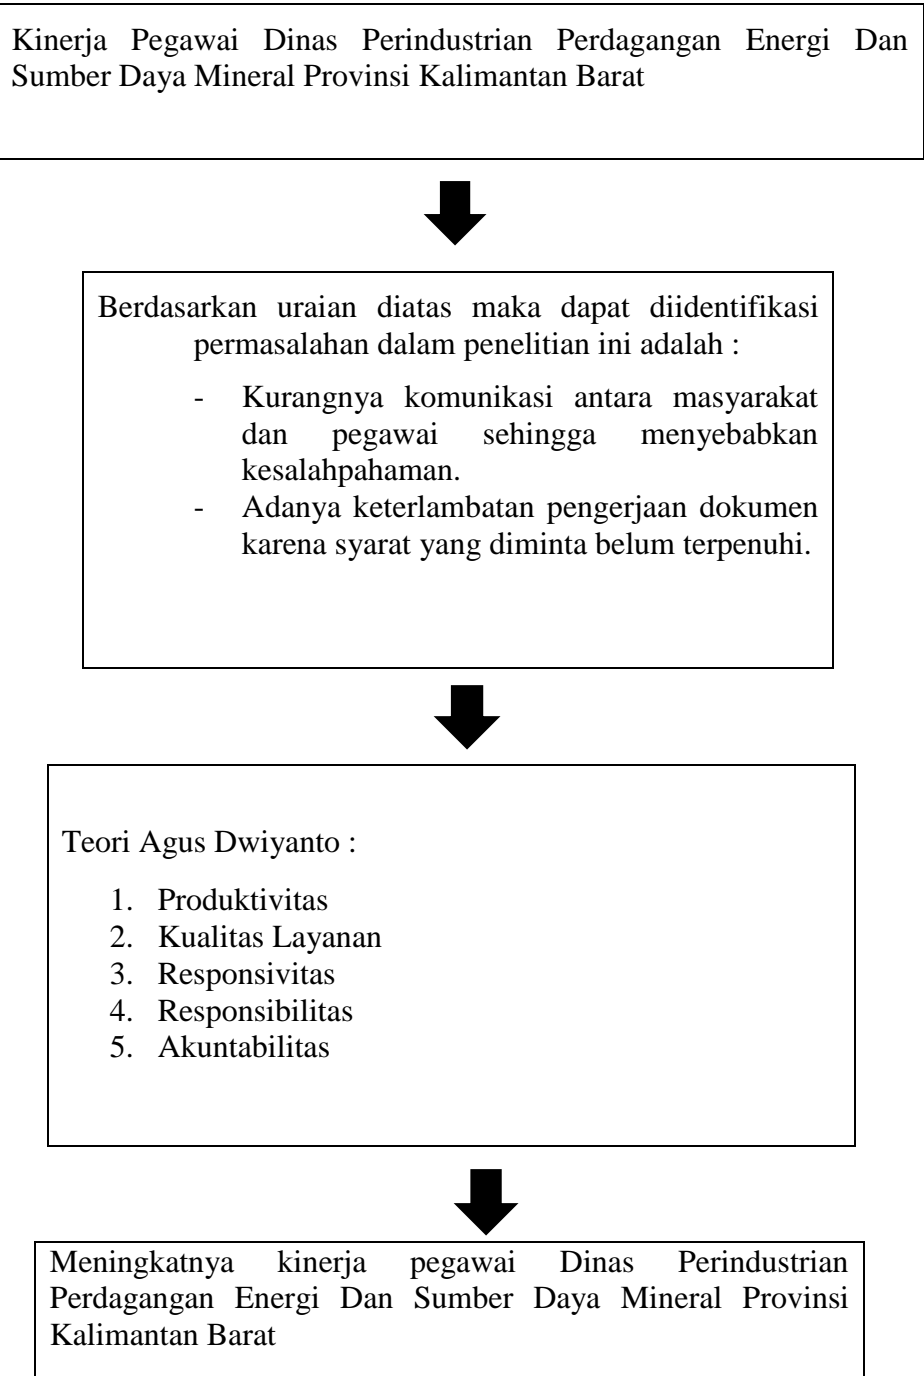 Kinerja Pegawai Dinas Perindustrian Perdagangan Energi Dan
Sumber Daya Mineral Provinsi Kalimantan Barat
Berdasarkan uraian diatas maka dapat diidentifikasi
permasalahan dalam penelitian ini adalah :
- Kurangnya komunikasi antara masyarakat
dan pegawai sehingga menyebabkan
kesalahpahaman.
- Adanya keterlambatan pengerjaan dokumen
karena syarat yang diminta belum terpenuhi.
Teori Agus Dwiyanto :
1. Produktivitas
2. Kualitas Layanan
3. Responsivitas
4. Responsibilitas
5. Akuntabilitas
Meningkatnya kinerja pegawai Dinas Perindustrian
Perdagangan Energi Dan Sumber Daya Mineral Provinsi
Kalimantan Barat